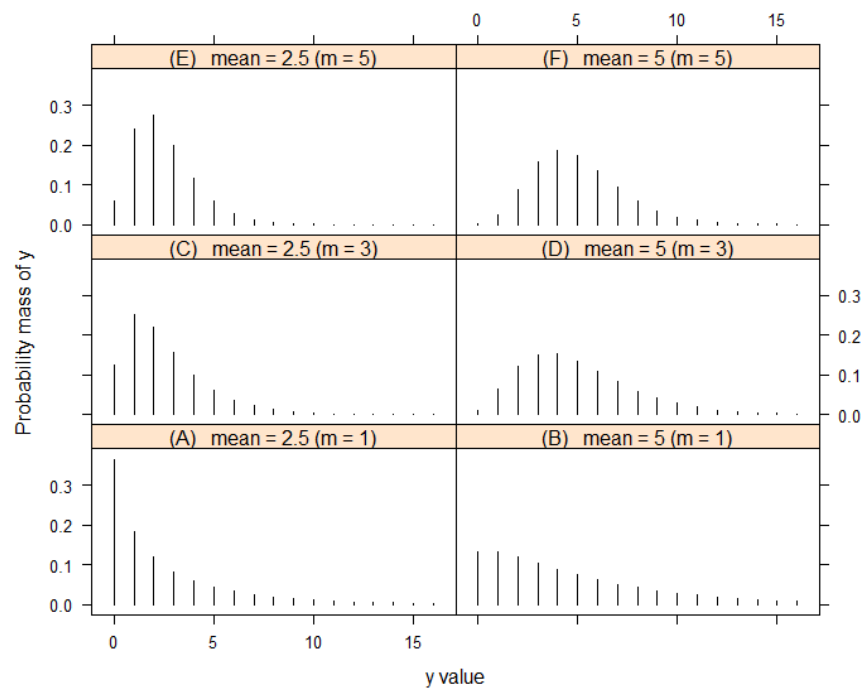 0 5 10 15
(E) mean = 2.5 (m = 5) (F) mean = 5 (m = 5)
0.3
0.2
0.1
0.0
(C) mean = 2.5 (m = 3) (D) mean = 5 (m = 3)
0.3
0.2
0.1
0.0
(A) mean = 2.5 (m = 1) (B) mean = 5 (m = 1)
0.3
0.2
0.1
0.0
0 5 10 15
y value
Probability mass of y